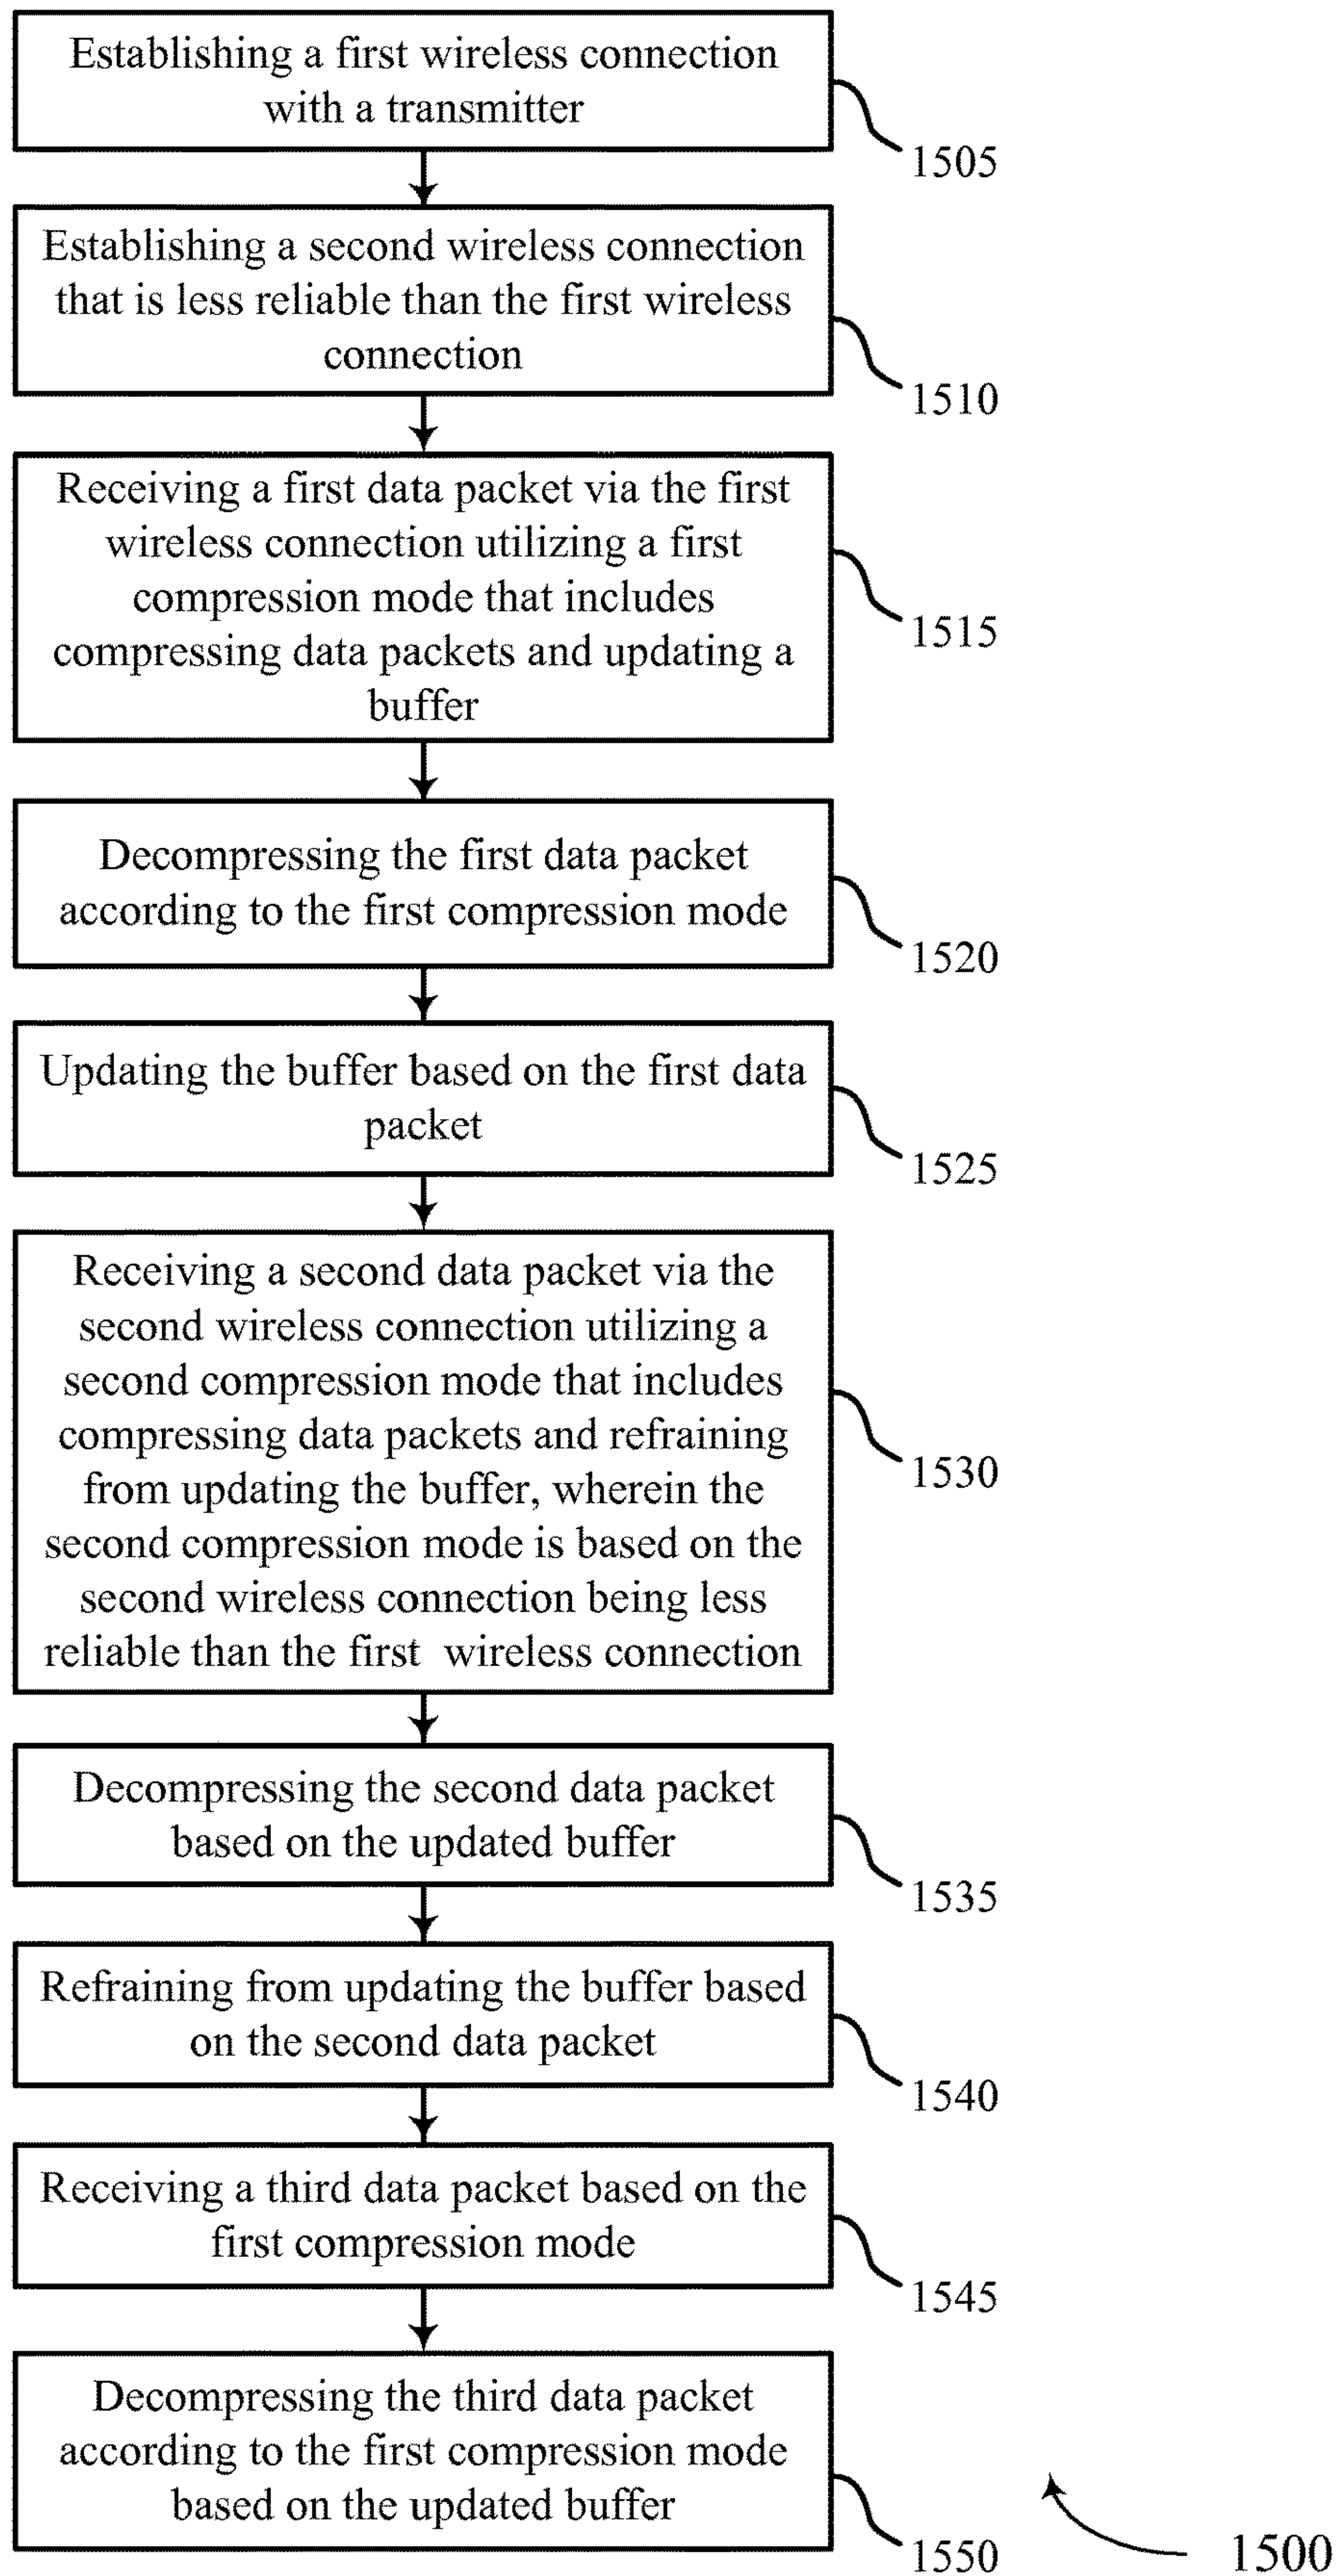 Establishing a first wireless connection
with a transmitter
1505
Establishing a second wireless connection
that is less reliable than the first wireless
connection
1510
Receiving a first data packet via the first
wireless connection utilizing a first
compression mode that includes
compressing data packets and updating a
buffer
1515
Decompressing the first data packet
according to the first compression mode
1520
Updating the buffer based on the first data
packet
1525
Receiving a second data packet via the
second wireless connection utilizing a
second compression mode that includes
compressing data packets and refraining
from updating the buffer, wherein the
second compression mode is based on the
second wireless connection being less
reliable than the first wireless connection
1530
Decompressing the second data packet
based on the updated buffer
1535
Refraining from updating the buffer based
on the second data packet
1540
Receiving a third data packet based on the
first compression mode
1545
Decompressing the third data packet
according to the first compression mode
based on the updated buffer
1550
1500